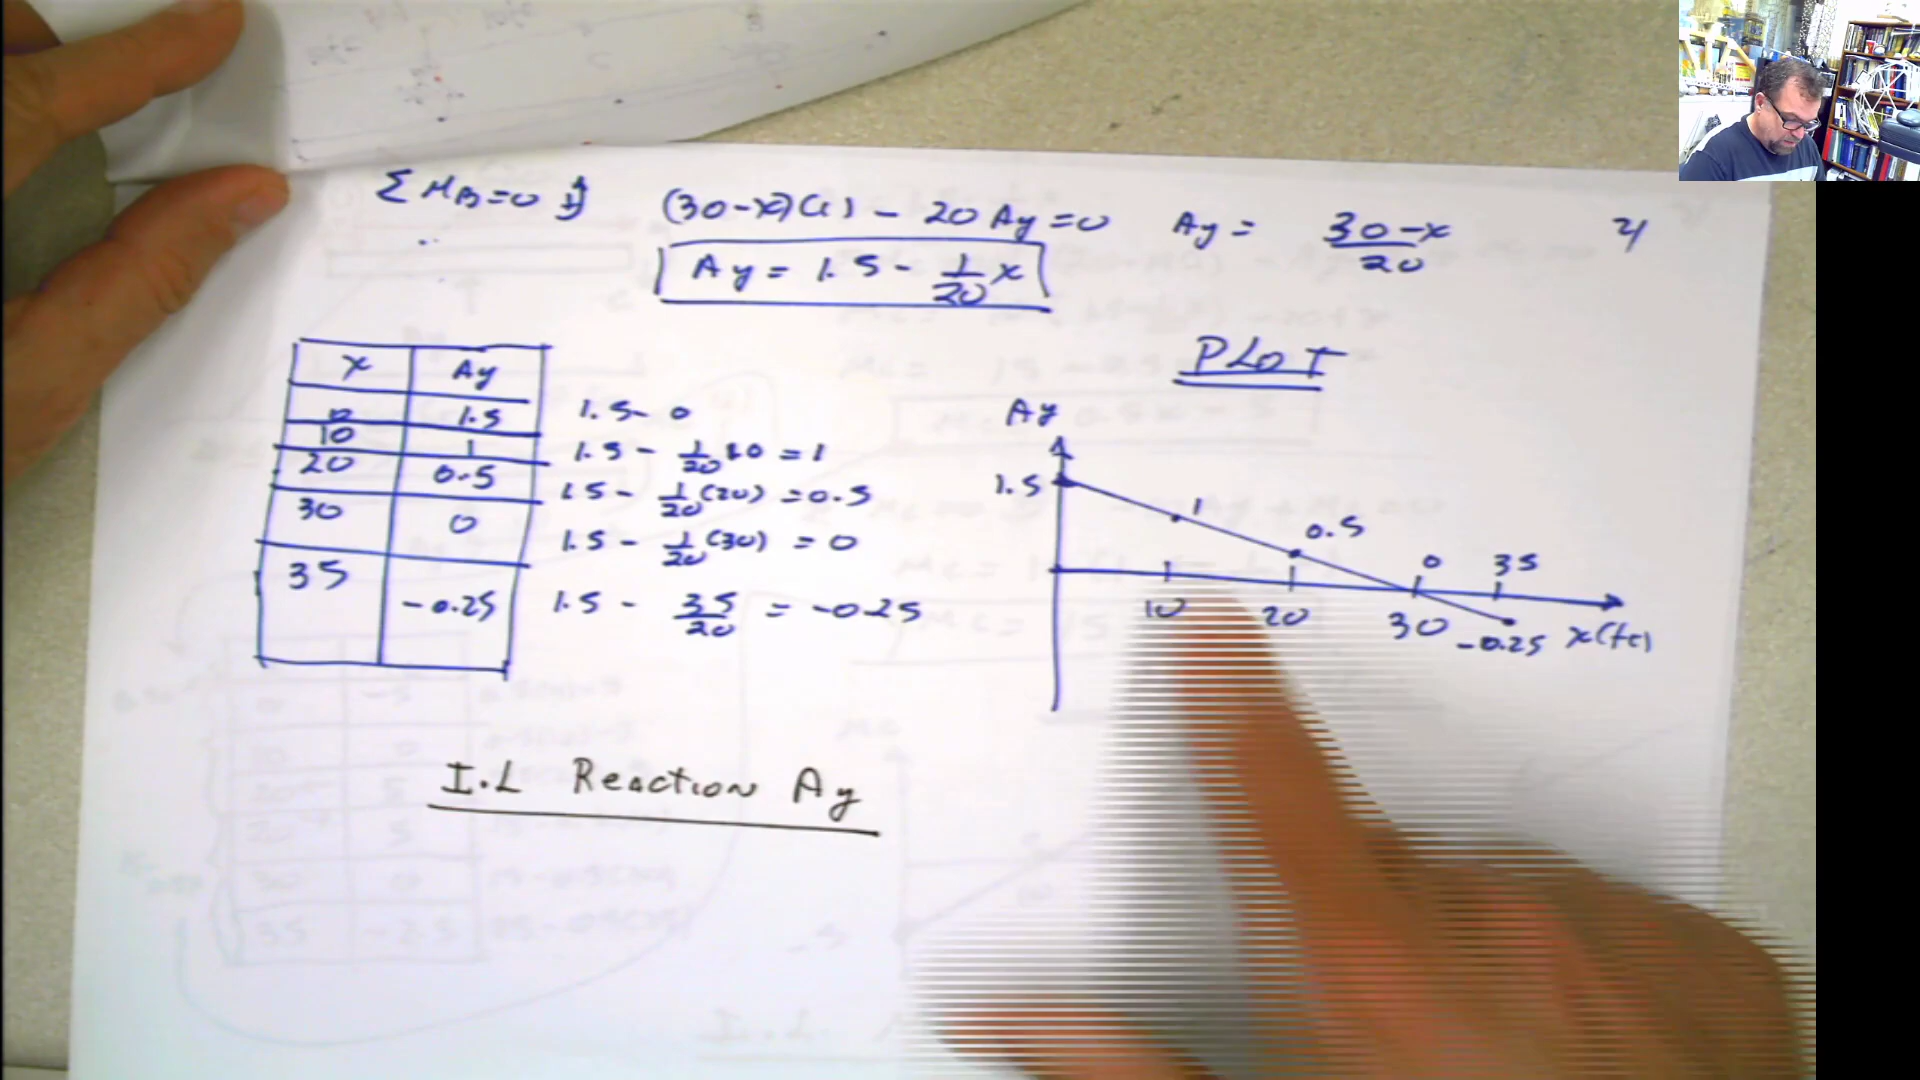 ΣMB=0 (30-x)(1) - 20Ay=0 Ay = 30-x/20 4
Ay = 1.5 - 1/20 x
PLOT
x Ay
1.5 1.5-0
10 1 1.5 - 1/20 10 = 1
20 0.5 1.5 - 1/20 (20) = 0.5
30 0 1.5 - 1/20 (30) = 0
35 -0.25 1.5 - 35/20 = -0.25
Ay
1.5 1 0.5 0 35
10 20 30 -0.25 x(ft)
I.L Reaction Ay